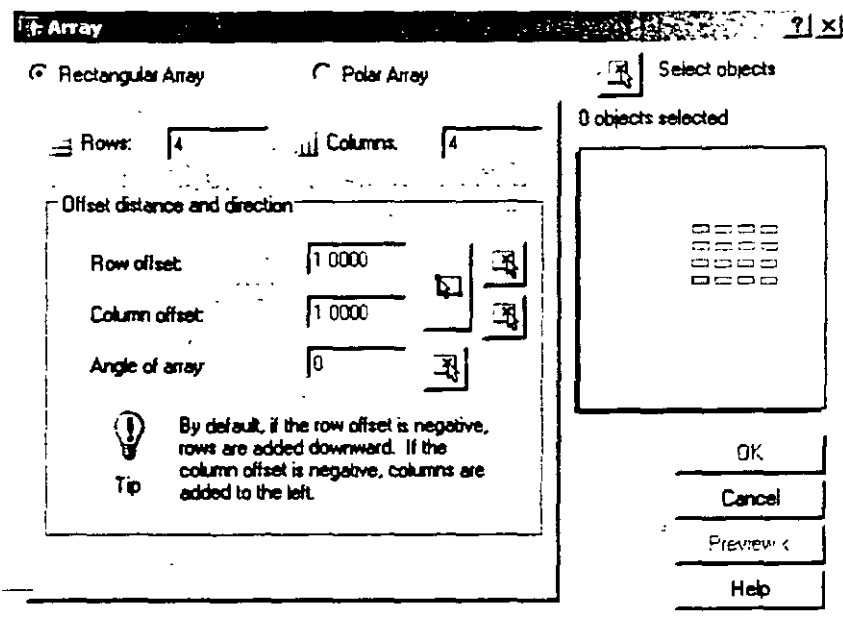 Array
Rectangular Array
Polar Array
Select objects
0 objects selected
Rows: 4
Columns. 4
Offset distance and direction
Row offset: 1 0000
Column offset: 1 0000
Angle of array 0
By default, if the row offset is negative,
rows are added downward. If the
column offset is negative, columns are
added to the left.
Tip
OK
Cancel
Preview <
Help